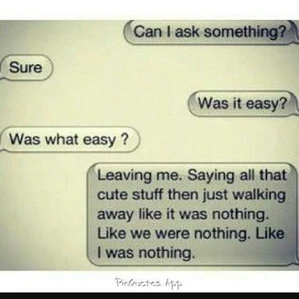 Can I ask something?
Sure
Was it easy?
Was what easy ?
Leaving me. Saying all that
cute stuff then just walking
away like it was nothing.
Like we were nothing. Like
I was nothing.
PinQuotes App